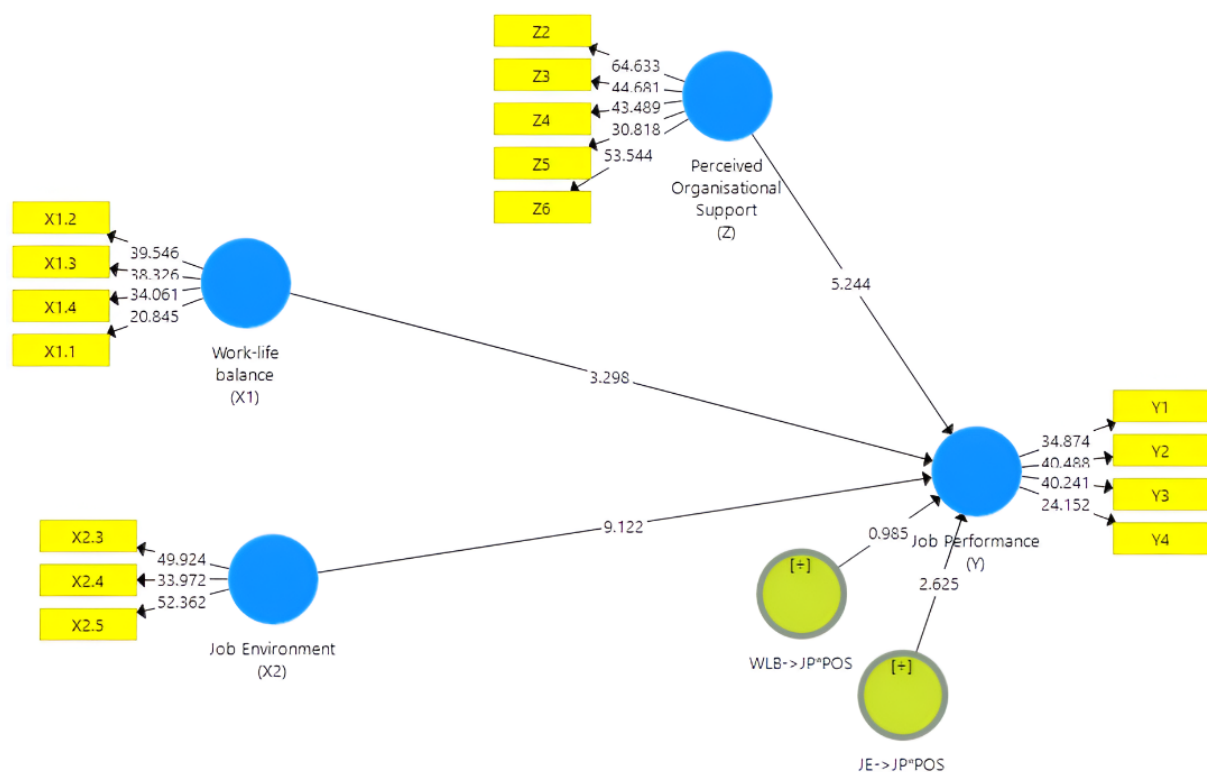 Z2
Z3
Z4
Z5
Z6
64.633
44.681
43.489
30.818
53.544
Perceived
Organisational
Support
(Z)
X1.2
X1.3
X1.4
X1.1
39.546
38.326
34.061
20.845
Work-life
balance
(X1)
5.244
3.298
9.122
X2.3
X2.4
X2.5
49.924
33.972
52.362
Job Environment
(X2)
Y1
Y2
Y3
Y4
34.874
40.488
40.241
24.152
Job Performance
(Y)
0.985
2.625
[÷]
WLB->JP*POS
[÷]
JE->JP*POS